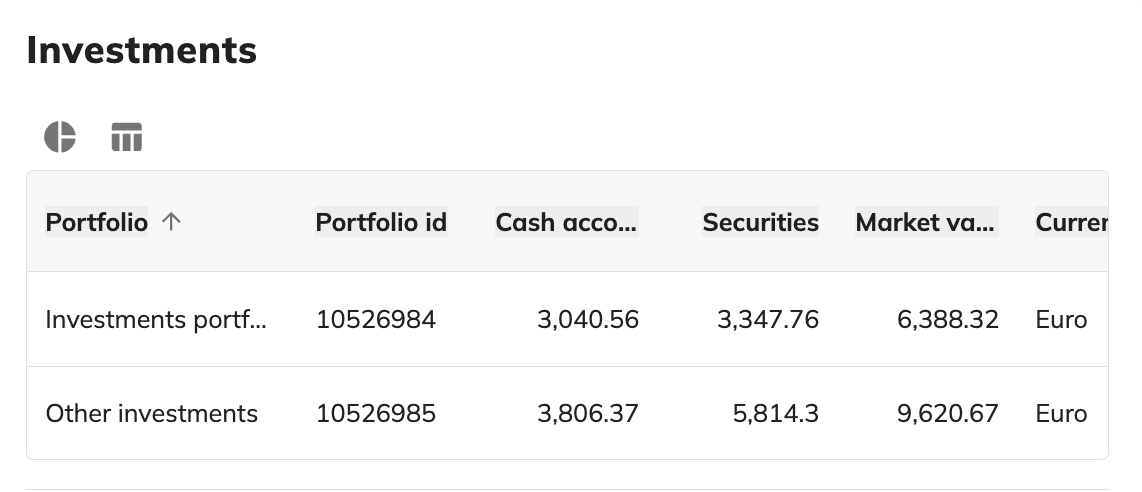 Investments
Portfolio Portfolio id Cash acco... Securities Market va... Curren
Investments portf... 10526984 3,040.56 3,347.76 6,388.32 Euro
Other investments 10526985 3,806.37 5,814.3 9,620.67 Euro